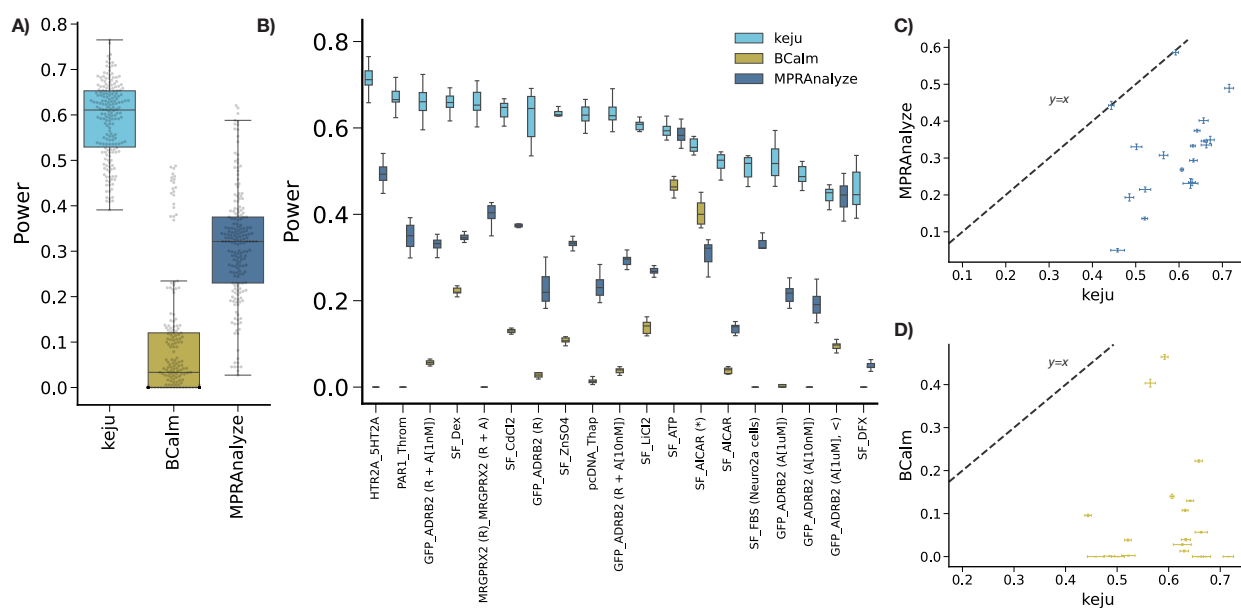 A)
0.8
0.7
0.6
0.5
0.4
0.3
0.2
0.1
0.0
Power
keju
BCalm
MPRAnalyze
B)
0.8
0.6
0.4
0.2
0.0
Power
keju
BCalm
MPRAnalyze
HTR2A_5HT2A
PAR1_Throm
GFP_ADRB2 (R + A[1nM])
SF_Dex
MRGPRX2 (R)_MRGPRX2 (R + A)
SF_CdCl2
GFP_ADRB2 (R)
SF_ZnSO4
pcDNA_Thap
GFP_ADRB2 (R + A[10nM])
SF_LiCl2
SF_ATP
SF_AICAR (*)
SF_AICAR
SF_FBS (Neuro2a cells)
GFP_ADRB2 (A[1uM])
GFP_ADRB2 (A[10nM])
GFP_ADRB2 (A[1uM], <)
SF_DFX
C)
0.6
0.5
0.4
0.3
0.2
0.1
MPRAnalyze
y=x
0.1 0.2 0.3 0.4 0.5 0.6 0.7
keju
D)
0.4
0.3
0.2
0.1
0.0
BCalm
y=x
0.2 0.3 0.4 0.5 0.6 0.7
keju